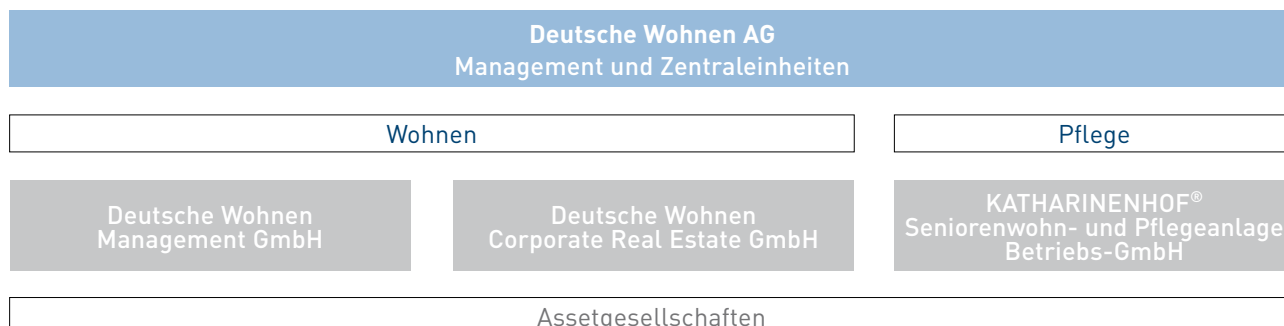 Deutsche Wohnen AG
Management und Zentraleinheiten
Wohnen
Pflege
Deutsche Wohnen
Management GmbH
Deutsche Wohnen
Corporate Real Estate GmbH
KATHARINENHOF®
Seniorenwohn- und Pflegeanlage
Betriebs-GmbH
Assetgesellschaften